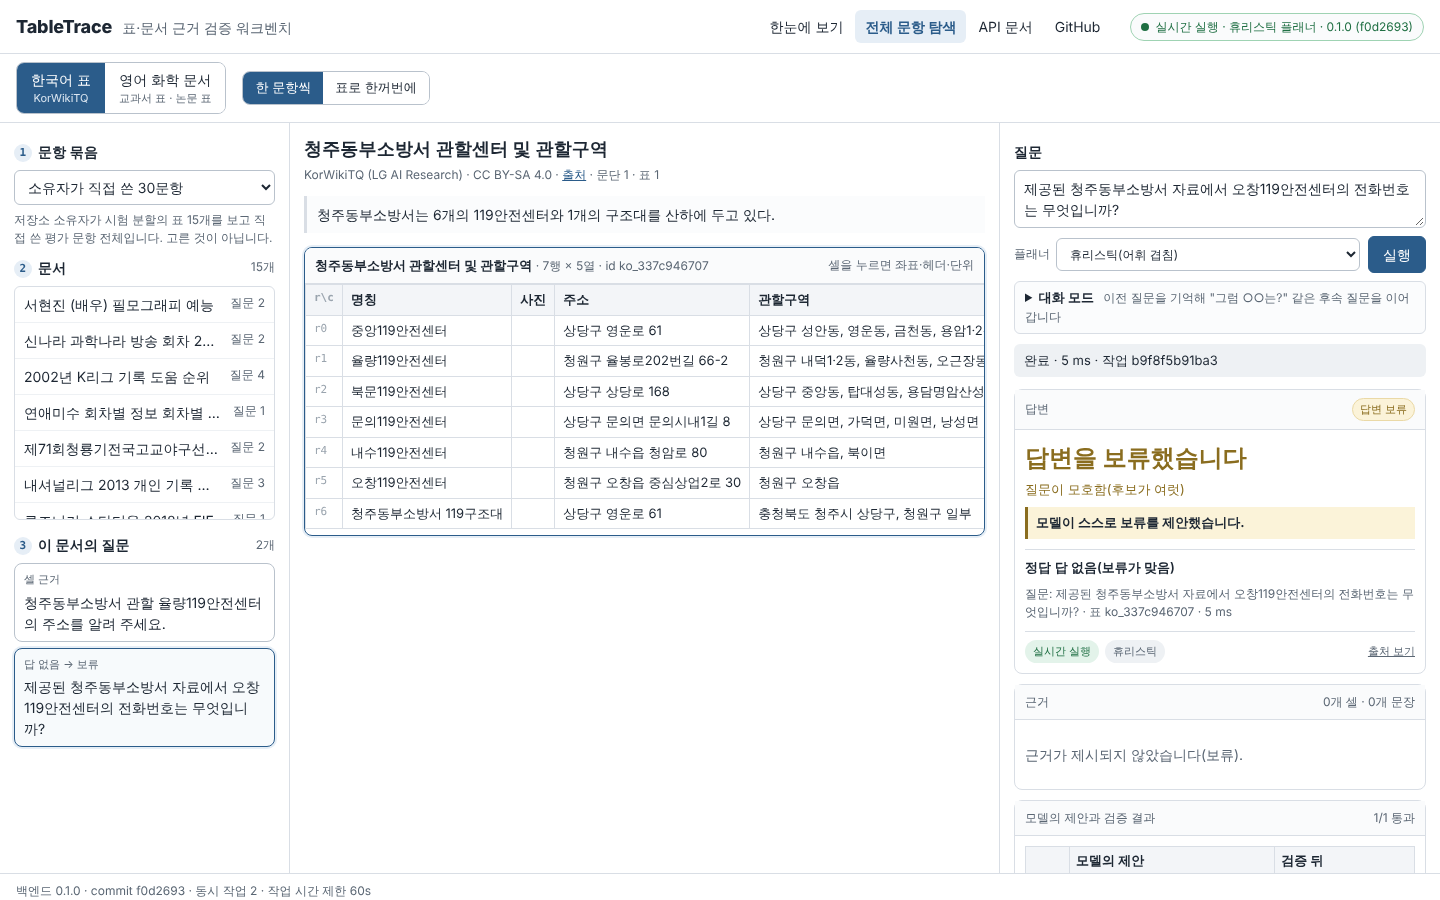 TableTrace 표·문서 근거 검증 워크벤치
한눈에 보기 전체 문항 탐색 API 문서 GitHub 실시간 실행 · 휴리스틱 플래너 · 0.1.0 (f0d2693)
한국어 표
KorWikiTQ
영어 화학 문서
교과서 표 · 논문 표
한 문항씩 표로 한꺼번에
1 문항 묶음
소유자가 직접 쓴 30문항
저장소 소유자가 시험 분할의 표 15개를 보고 직
접 쓴 평가 문항 전체입니다. 고른 것이 아닙니다.
2 문서 15개
서현진 (배우) 필모그래피 예능 질문 2
신나라 과학나라 방송 회차 2... 질문 2
2002년 K리그 기록 도움 순위 질문 4
연애미수 회차별 정보 회차별 ... 질문 1
제71회청룡기전국고교야구선... 질문 2
내셔널리그 2013 개인 기록 ... 질문 3
3 이 문서의 질문 2개
셀 근거
청주동부소방서 관할 율량119안전센터
의 주소를 알려 주세요.
답 없음 → 보류
제공된 청주동부소방서 자료에서 오창
119안전센터의 전화번호는 무엇입니
까?
청주동부소방서 관할센터 및 관할구역
KorWikiTQ (LG AI Research) · CC BY-SA 4.0 · 출처 · 문단 1 · 표 1
청주동부소방서는 6개의 119안전센터와 1개의 구조대를 산하에 두고 있다.
청주동부소방서 관할센터 및 관할구역 · 7행 × 5열 · id ko_337c946707 셀을 누르면 좌표·헤더·단위
r\c 명칭 사진 주소 관할구역
r0 중앙119안전센터 상당구 영운로 61 상당구 성안동, 영운동, 금천동, 용암1·2
r1 율량119안전센터 청원구 율봉로202번길 66-2 청원구 내덕1·2동, 율량사천동, 오근장동
r2 북문119안전센터 상당구 상당로 168 상당구 중앙동, 탑대성동, 용담명암산성
r3 문의119안전센터 상당구 문의면 문의시내1길 8 상당구 문의면, 가덕면, 미원면, 낭성면
r4 내수119안전센터 청원구 내수읍 청암로 80 청원구 내수읍, 북이면
r5 오창119안전센터 청원구 오창읍 중심상업2로 30 청원구 오창읍
r6 청주동부소방서 119구조대 상당구 영운로 61 충청북도 청주시 상당구, 청원구 일부
질문
제공된 청주동부소방서 자료에서 오창119안전센터의 전화번호
는 무엇입니까?
플래너 휴리스틱(어휘 겹침) 실행
▶ 대화 모드 이전 질문을 기억해 "그럼 ○○는?" 같은 후속 질문을 이어
갑니다
완료 · 5 ms · 작업 b9f8f5b91ba3
답변 답변 보류
답변을 보류했습니다
질문이 모호함(후보가 여럿)
모델이 스스로 보류를 제안했습니다.
정답 답 없음(보류가 맞음)
질문: 제공된 청주동부소방서 자료에서 오창119안전센터의 전화번호는 무
엇입니까? · 표 ko_337c946707 · 5 ms
실시간 실행 휴리스틱 출처 보기
근거 0개 셀 · 0개 문장
근거가 제시되지 않았습니다(보류).
모델의 제안과 검증 결과 1/1 통과
모델의 제안 검증 뒤
백엔드 0.1.0 · commit f0d2693 · 동시 작업 2 · 작업 시간 제한 60s